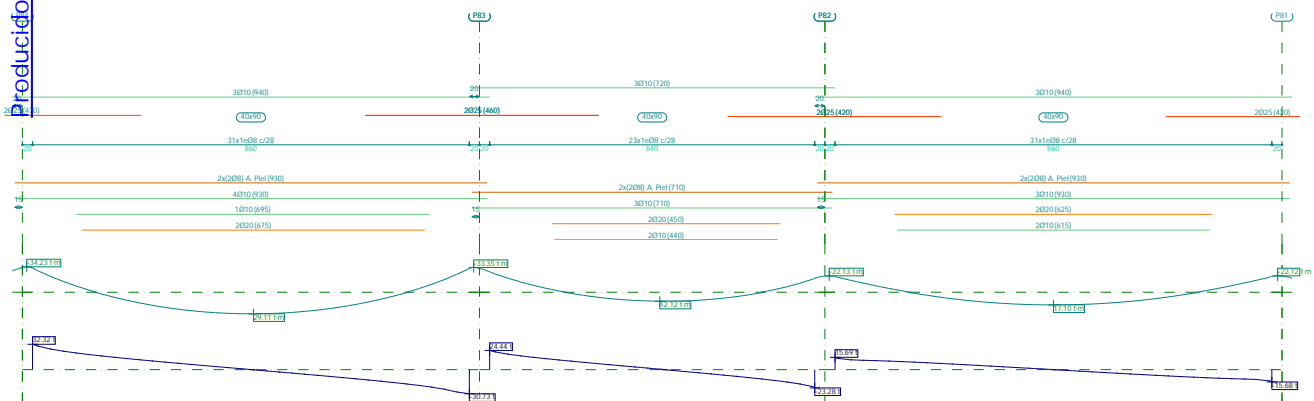 Producido
P83
P82
P81
3Ø10(720)
20
3Ø10(940)
20
3Ø10(940)
2Ø25(460)
40x90
40x90
2Ø25(420)
40x90
2Ø25(420)
31x1eØ8 c/28
23x1eØ8 c/28
31x1eØ8 c/28
20
860
20
20
640
20
20
860
20
2x(2Ø8) A. Piel (930)
2x(2Ø8) A. Piel (710)
2x(2Ø8) A. Piel (930)
15
4Ø10(930)
3Ø10(710)
15
3Ø10(930)
1Ø10(695)
15
2Ø20(625)
2Ø20(675)
2Ø20(450)
2Ø10(615)
2Ø10(440)
-34.23 t·m
-33.35 t·m
-22.13 t·m
-22.12 t·m
29.11 t·m
12.12 t·m
17.10 t·m
32.32 t
24.44 t
15.69 t
-30.73 t
-23.28 t
-15.68 t